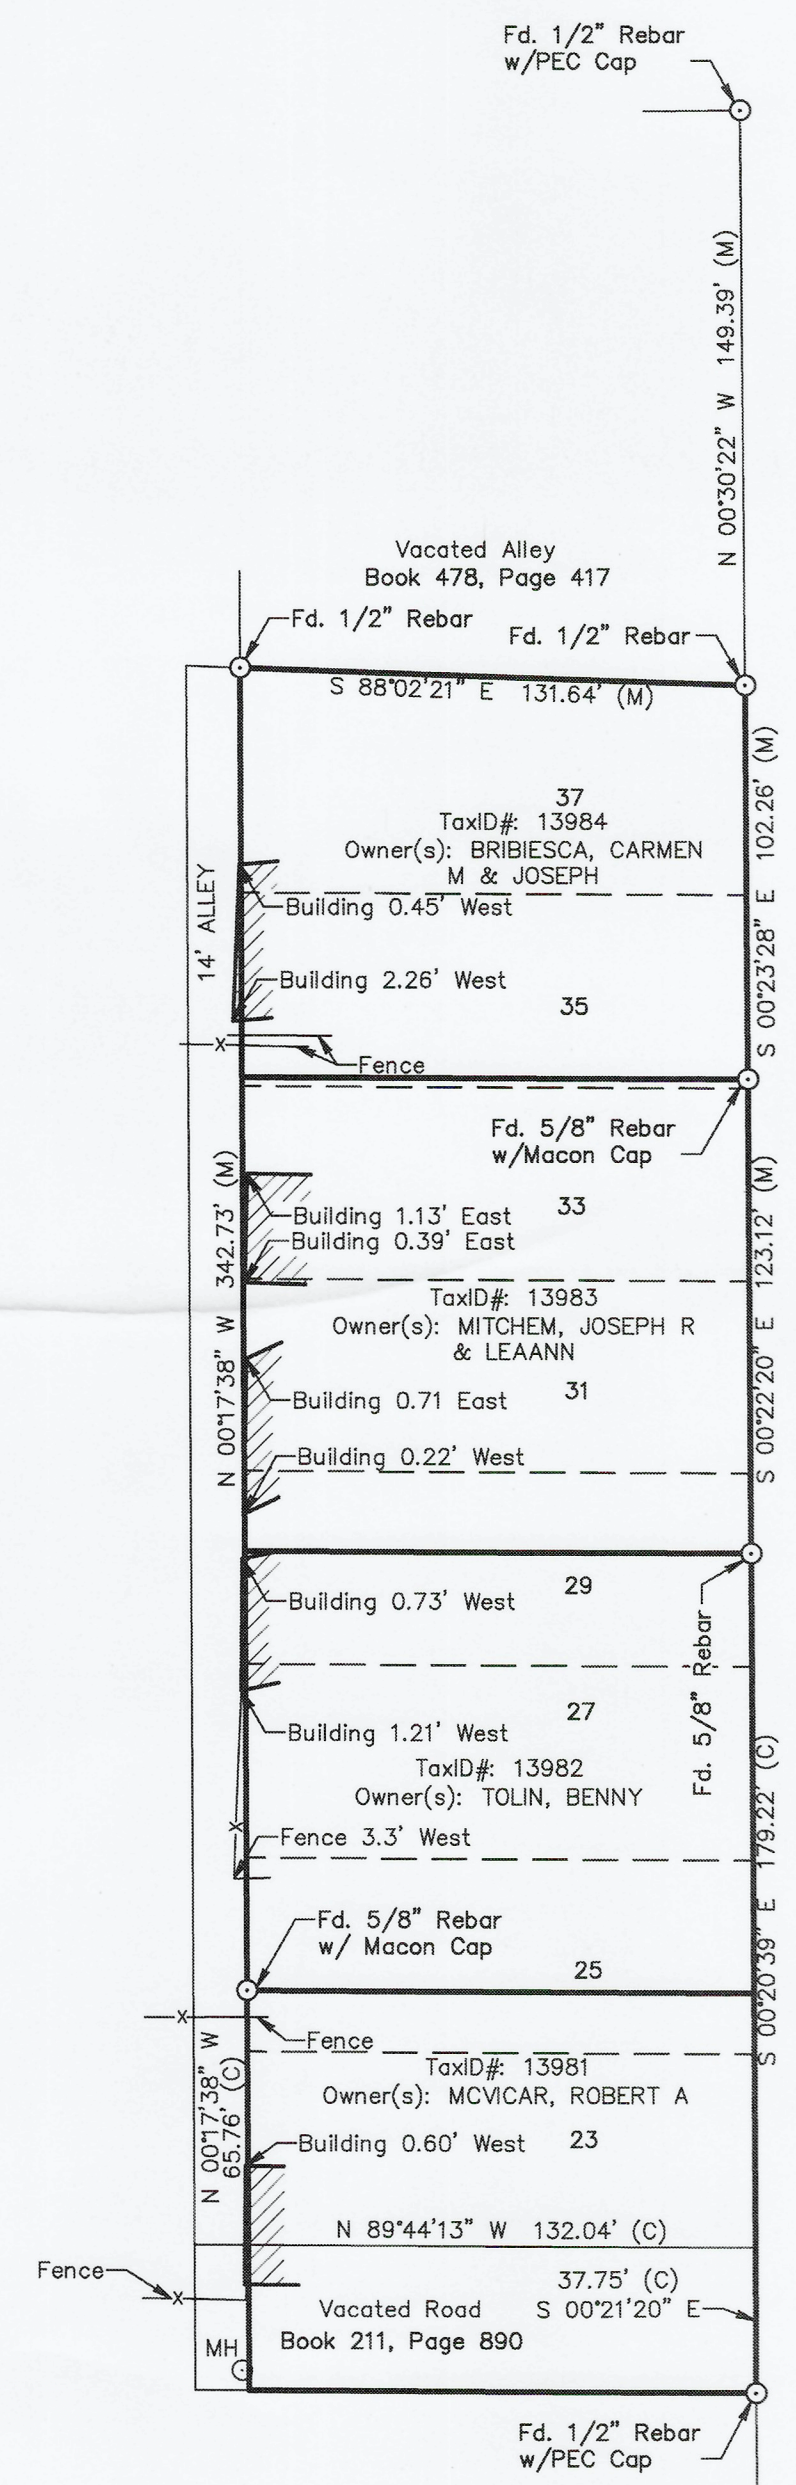 Fd. 1/2" Rebar
w/PEC Cap
N 00°30'22" W 149.39' (M)
Vacated Alley
Book 478, Page 417
Fd. 1/2" Rebar
Fd. 1/2" Rebar
S 88°02'21" E 131.64' (M)
S 00°23'28" E 102.26' (M)
37
TaxID#: 13984
Owner(s): BRIBIESCA, CARMEN
M & JOSEPH
14' ALLEY
Building 0.45' West
Building 2.26' West
35
X
Fence
Fd. 5/8" Rebar
w/Macon Cap
N 00°17'38" W 342.73' (M)
S 00°22'20" E 123.12' (M)
33
Building 1.13' East
Building 0.39' East
TaxID#: 13983
Owner(s): MITCHEM, JOSEPH R
& LEAANN
31
Building 0.71 East
Building 0.22' West
29
Building 0.73' West
Fd. 5/8" Rebar
27
Building 1.21' West
TaxID#: 13982
Owner(s): TOLIN, BENNY
S 00°20'39" E 179.22' (C)
X
Fence 3.3' West
Fd. 5/8" Rebar
w/ Macon Cap
25
X
Fence
N 00°17'38" W
65.76' (C)
TaxID#: 13981
Owner(s): MCVICAR, ROBERT A
Building 0.60' West
23
N 89°44'13" W 132.04' (C)
Fence
X
37.75' (C)
S 00°21'20" E
Vacated Road
Book 211, Page 890
MH
Fd. 1/2" Rebar
w/PEC Cap